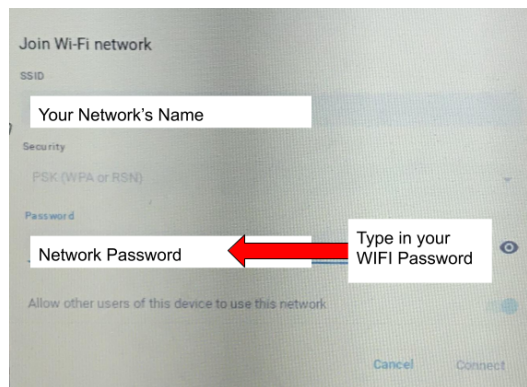 Join Wi-Fi network
SSID
Your Network's Name
Security
PSK (WPA or RSN)
Password
Network Password
Type in your
WIFI Password
Allow other users of this device to use this network
Cancel
Connect